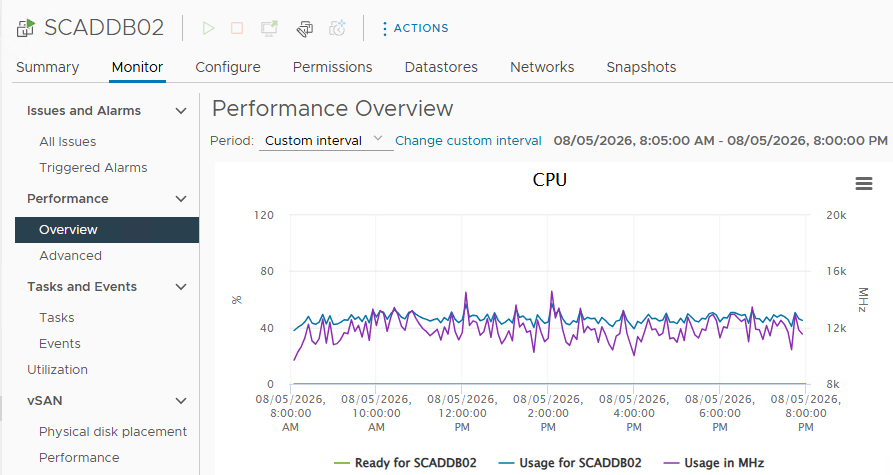 SCADDB02
ACTIONS
Summary Monitor Configure Permissions Datastores Networks Snapshots
Issues and Alarms
All Issues
Triggered Alarms
Performance
Overview
Advanced
Tasks and Events
Tasks
Events
Utilization
vSAN
Physical disk placement
Performance
Performance Overview
Period: Custom interval Change custom interval 08/05/2026, 8:05:00 AM - 08/05/2026, 8:00:00 PM
CPU
120 20k
80 16k
% MHz
40 12k
0 8k
08/05/2026, 08/05/2026, 08/05/2026, 08/05/2026, 08/05/2026, 08/05/2026, 08/05/2026,
8:00:00 10:00:00 12:00:00 2:00:00 4:00:00 6:00:00 8:00:00
AM AM PM PM PM PM PM
Ready for SCADDB02 Usage for SCADDB02 Usage in MHz